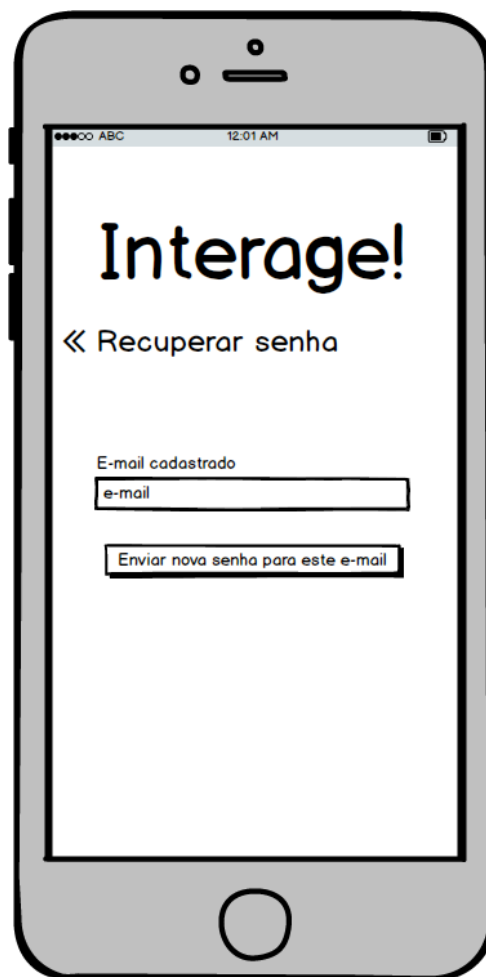 ABC 12:01 AM
Interage!
Recuperar senha
E-mail cadastrado
e-mail
Enviar nova senha para este e-mail